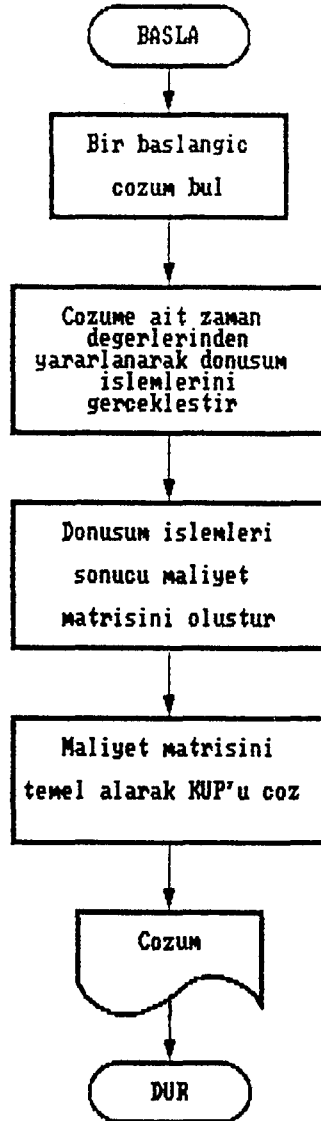 BASLA
Bir baslangic
cozum bul
Cozume ait zaman
degerlerinden
yararlanarak donusum
islemlerini
gerceklestir
Donusum islemleri
sonucu maliyet
matrisini olustur
Maliyet matrisini
temel alarak KUP'u coz
Cozum
DUR